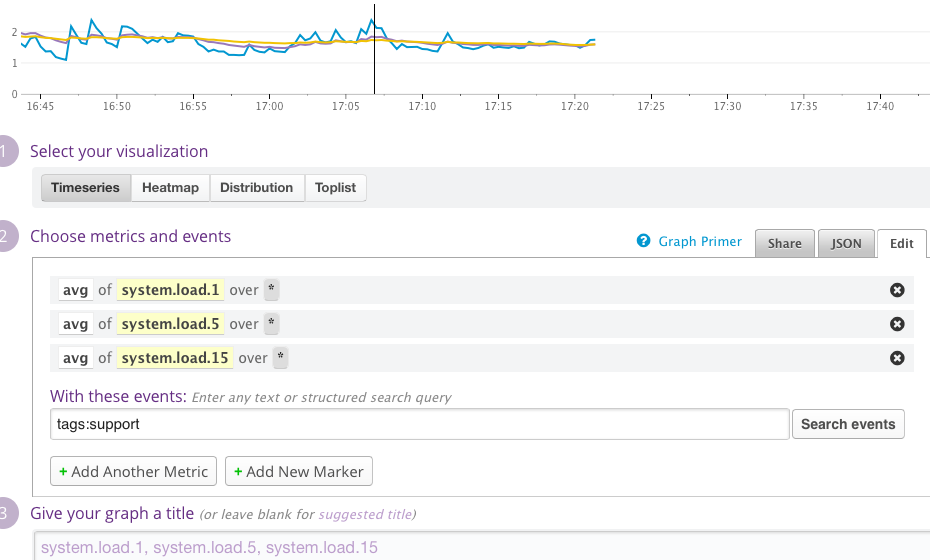 2
1
0
16:45 16:50 16:55 17:00 17:05 17:10 17:15 17:20 17:25 17:30 17:35 17:40
1 Select your visualization
Timeseries Heatmap Distribution Toplist
2 Choose metrics and events
? Graph Primer Share JSON Edit
avg of system.load.1 over *
avg of system.load.5 over *
avg of system.load.15 over *
With these events: Enter any text or structured search query
tags:support Search events
+ Add Another Metric + Add New Marker
3 Give your graph a title (or leave blank for suggested title)
system.load.1, system.load.5, system.load.15